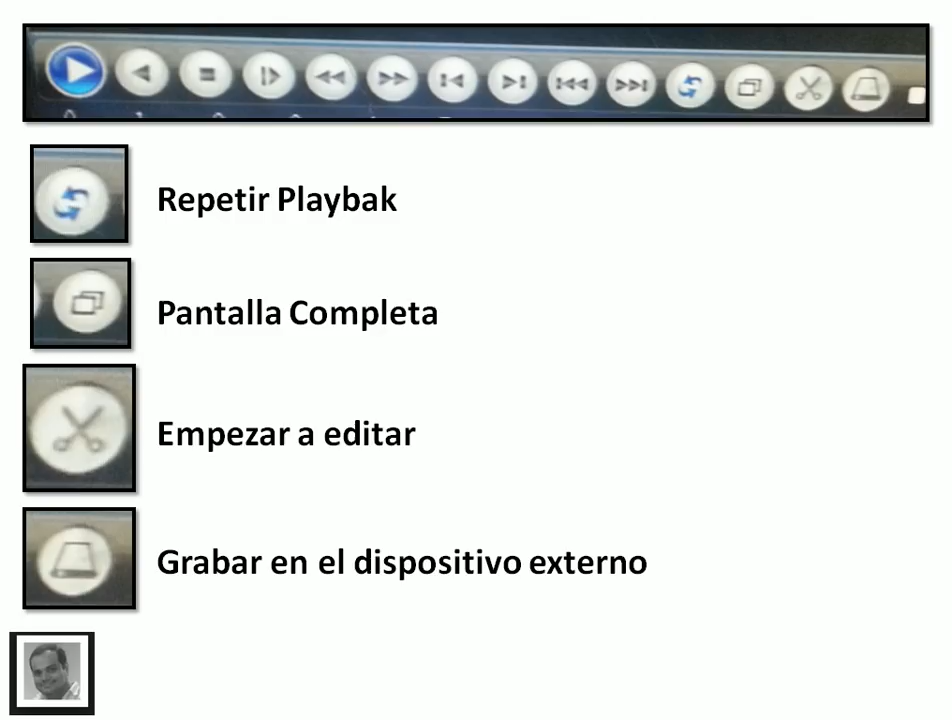 Repetir Playbak
Pantalla Completa
Empezar a editar
Grabar en el dispositivo externo